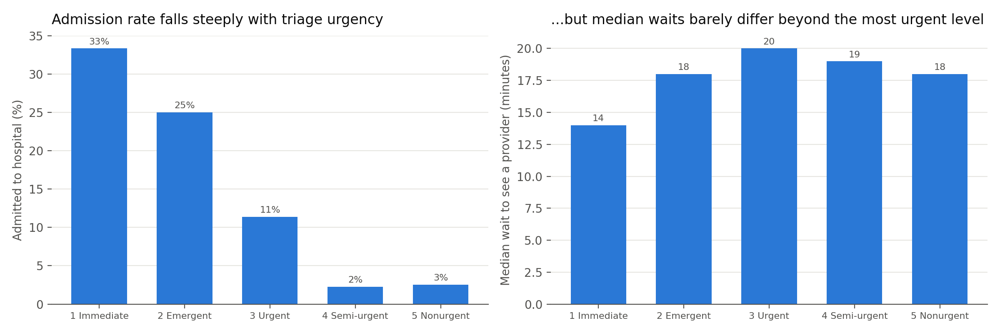 Admission rate falls steeply with triage urgency
Admitted to hospital (%)
35
30
25
20
15
10
5
0
33%
25%
11%
2%
3%
1 Immediate
2 Emergent
3 Urgent
4 Semi-urgent
5 Nonurgent
...but median waits barely differ beyond the most urgent level
Median wait to see a provider (minutes)
20.0
17.5
15.0
12.5
10.0
7.5
5.0
2.5
0.0
14
18
20
19
18
1 Immediate
2 Emergent
3 Urgent
4 Semi-urgent
5 Nonurgent